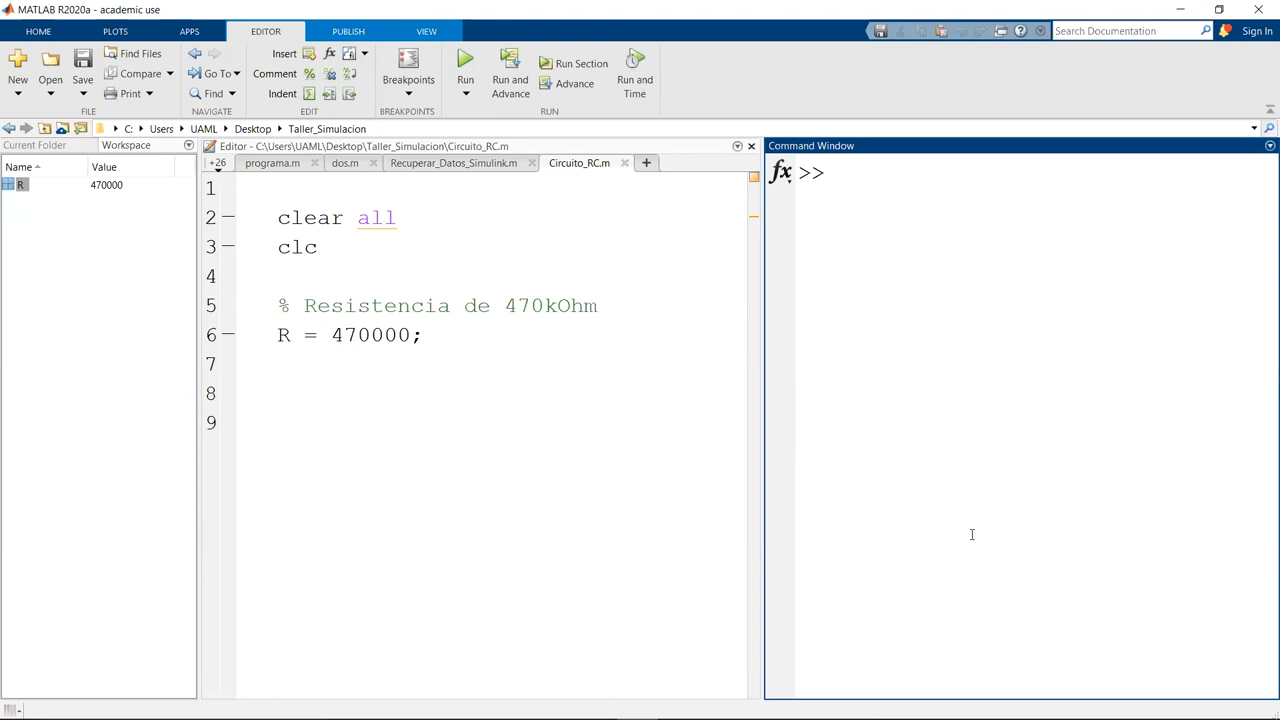 MATLAB R2020a - academic use
HOME PLOTS APPS EDITOR PUBLISH VIEW
Search Documentation
Sign In
New
Open
Save
Find Files
Compare
Print
FILE
Go To
Find
NAVIGATE
Insert
Comment
Indent
EDIT
Breakpoints
BREAKPOINTS
Run
Run and Advance
Run Section
Advance
Run and Time
RUN
C: Users UAML Desktop Taller_Simulacion
Current Folder Workspace
Name Value
R 470000
Editor - C:\Users\UAML\Desktop\Taller_Simulacion\Circuito_RC.m
+26 programa.m dos.m Recuperar_Datos_Simulink.m Circuito_RC.m
1
2 clear all
3 clc
4
5 % Resistencia de 470kOhm
6 R = 470000;
7
8
9
Command Window
fx >>